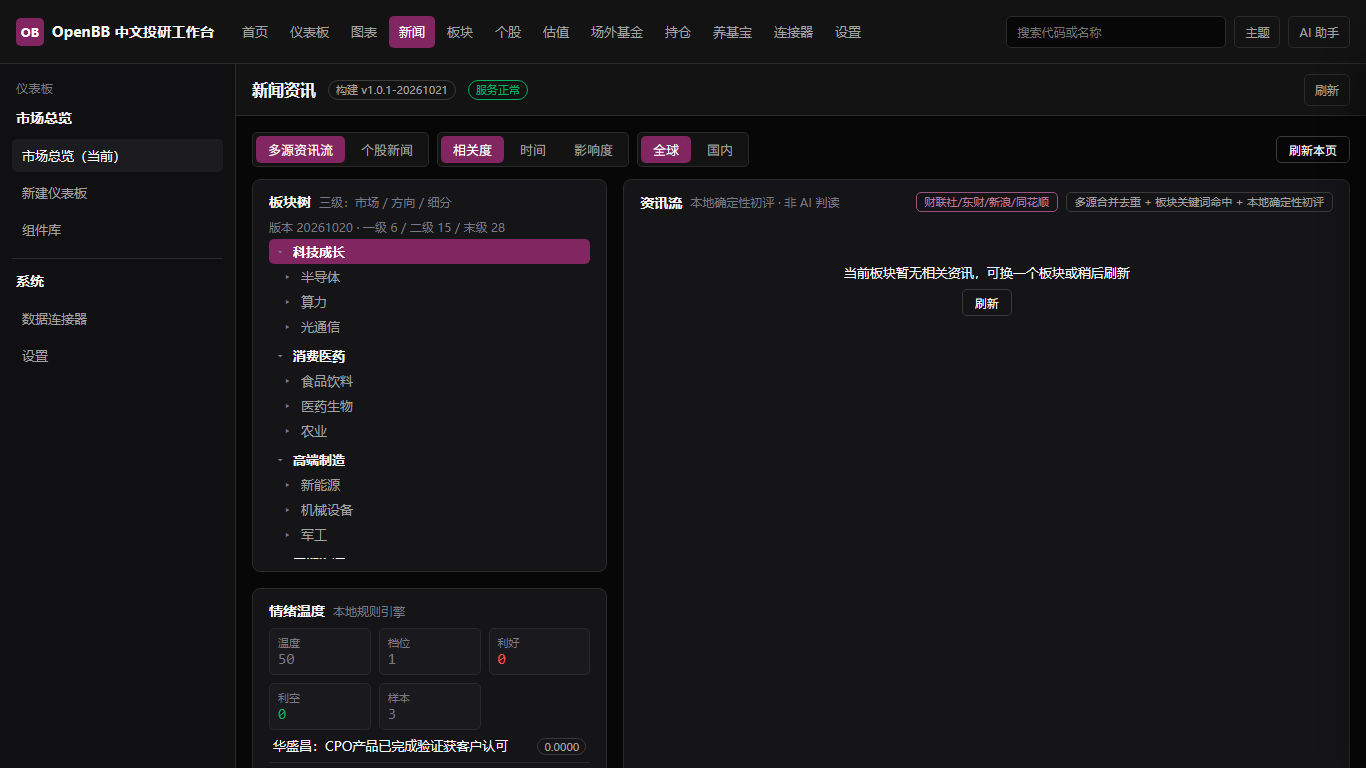 OB OpenBB 中文投研工作台 首页 仪表板 图表 新闻 板块 个股 估值 场外基金 持仓 养基宝 连接器 设置 搜索代码或名称 主题 AI 助手
仪表板
市场总览
市场总览（当前）
新建仪表板
组件库
系统
数据连接器
设置
新闻资讯 构建 v1.0.1-20261021 服务正常 刷新
多源资讯流 个股新闻 相关度 时间 影响度 全球 国内 刷新本页
板块树 三级：市场 / 方向 / 细分
版本 20261020 · 一级 6 / 二级 15 / 末级 28
科技成长
半导体
算力
光通信
消费医药
食品饮料
医药生物
农业
高端制造
新能源
机械设备
军工
情绪温度 本地规则引擎
温度 档位 利好
50 1 0
利空 样本
0 3
华盛昌：CPO产品已完成验证获客户认可 0.0000
资讯流 本地确定性初评 · 非 AI 判读 财联社/东财/新浪/同花顺 多源合并去重 + 板块关键词命中 + 本地确定性初评
当前板块暂无相关资讯，可换一个板块或稍后刷新
刷新